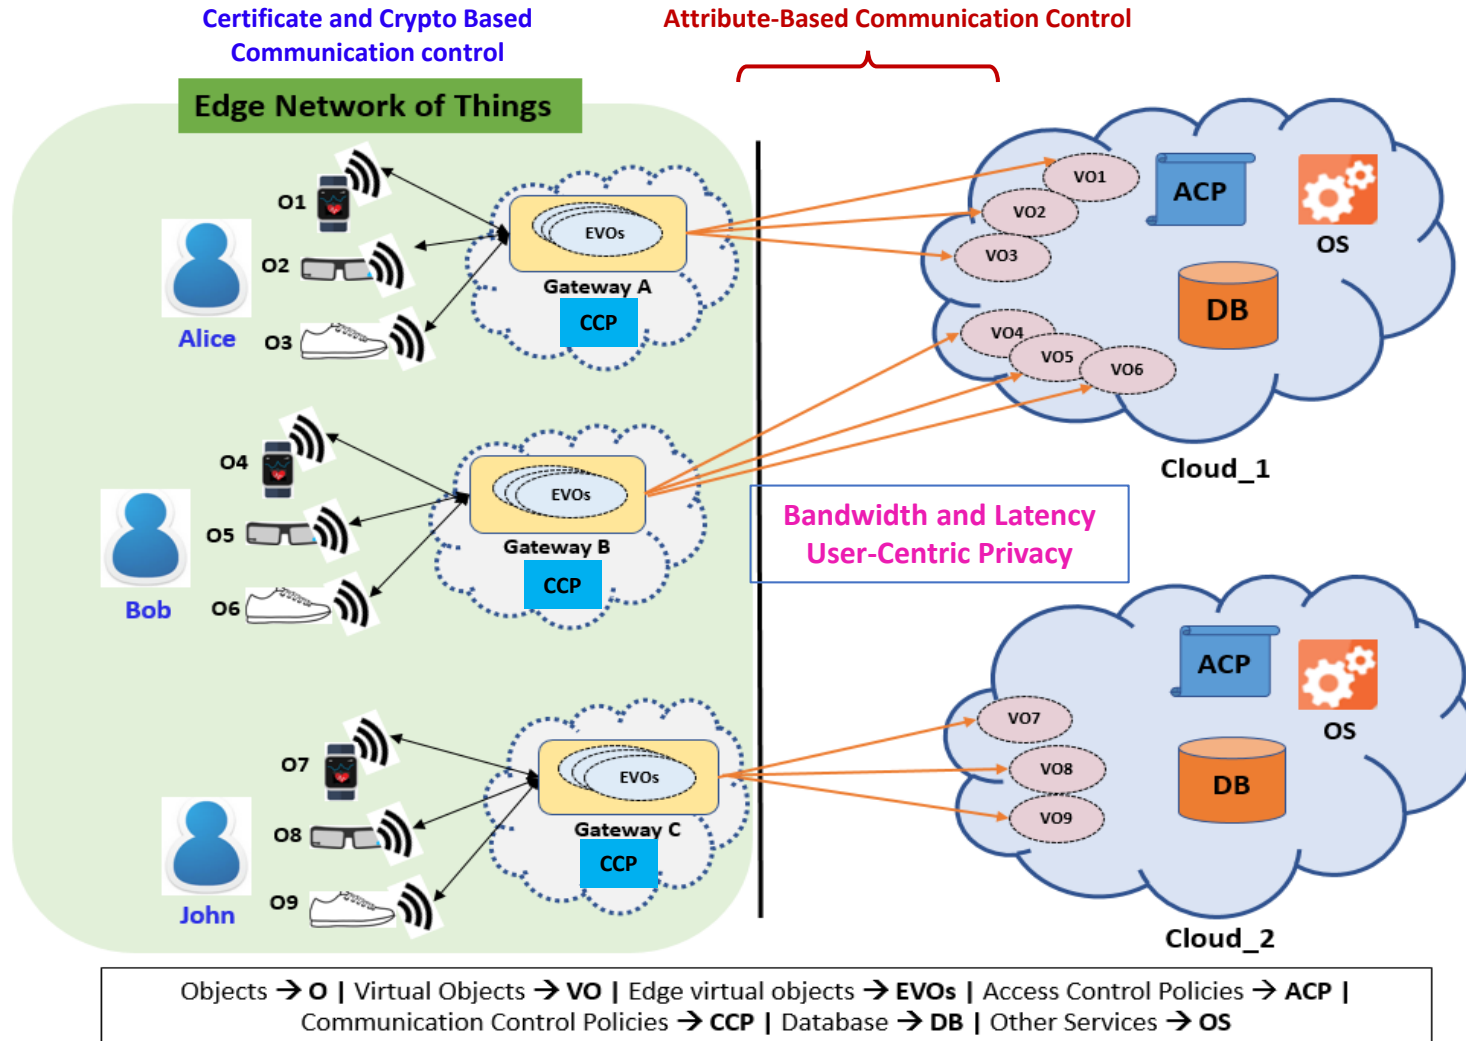 Certificate and Crypto Based
Communication control
Attribute-Based Communication Control
Edge Network of Things
O1
O2
O3
Alice
EVOs
Gateway A
CCP
VO1
VO2
VO3
VO4
VO5
VO6
ACP
OS
DB
Cloud_1
O4
O5
O6
Bob
EVOs
Gateway B
CCP
Bandwidth and Latency
User-Centric Privacy
O7
O8
O9
John
EVOs
Gateway C
CCP
VO7
VO8
VO9
ACP
OS
DB
Cloud_2
Objects → O | Virtual Objects → VO | Edge virtual objects → EVOs | Access Control Policies → ACP |
Communication Control Policies → CCP | Database → DB | Other Services → OS